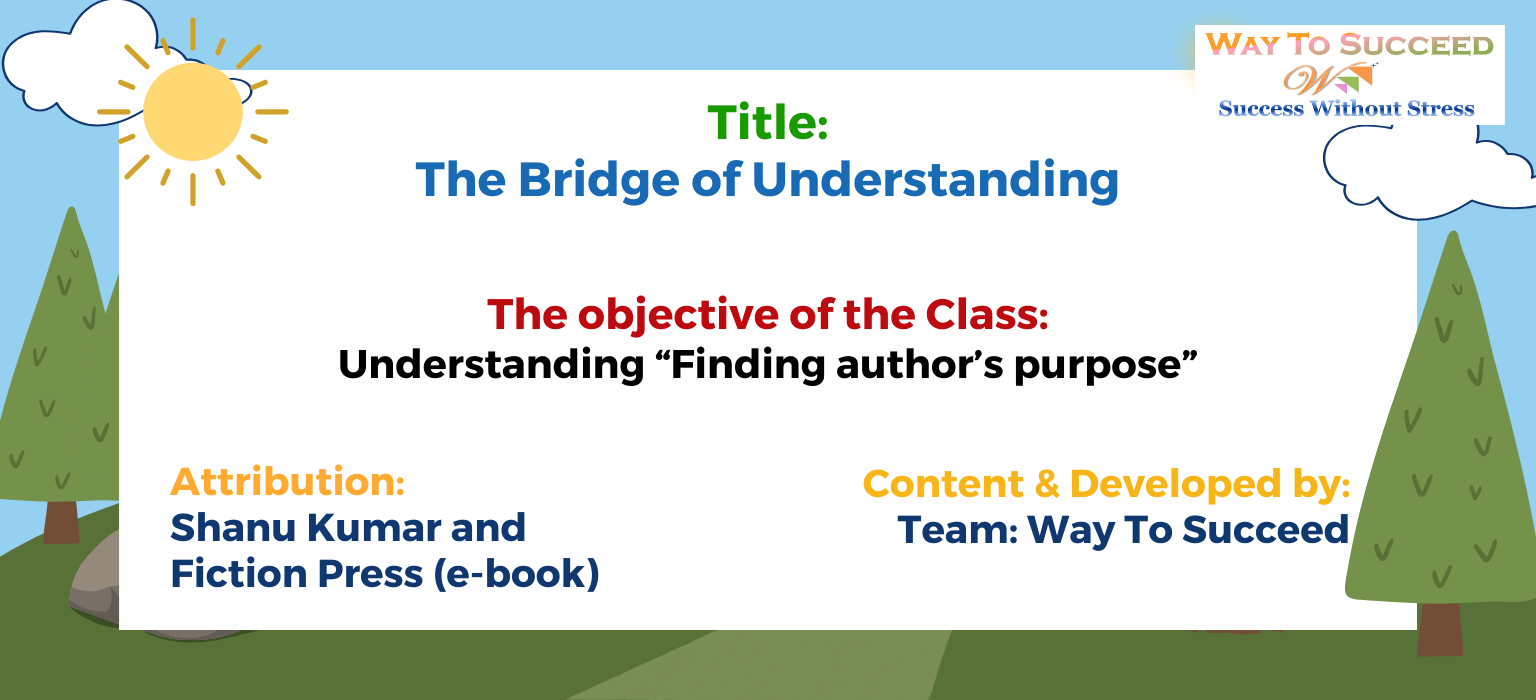 WAY TO SUCCEED
W
Success Without Stress
Title:
The Bridge of Understanding
The objective of the Class:
Understanding “Finding author’s purpose”
Attribution:
Shanu Kumar and
Fiction Press (e-book)
Content & Developed by:
Team: Way To Succeed